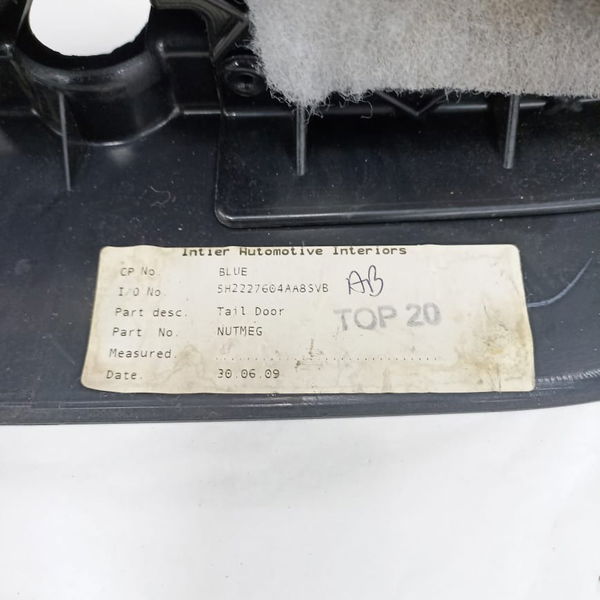 Intier Automotive Interiors
CP No. BLUE
I/O No. 5H2227604AA8SVB AB
Part desc. Tail Door TOP 20
Part No. NUTMEG
Measured. ................................
Date. 30.06.09